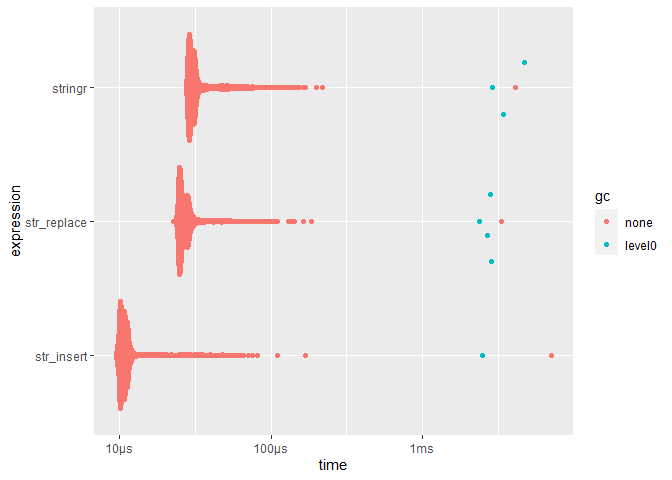 stringr
str_replace
str_insert
expression
10µs
100µs
1ms
time
gc
none
level0